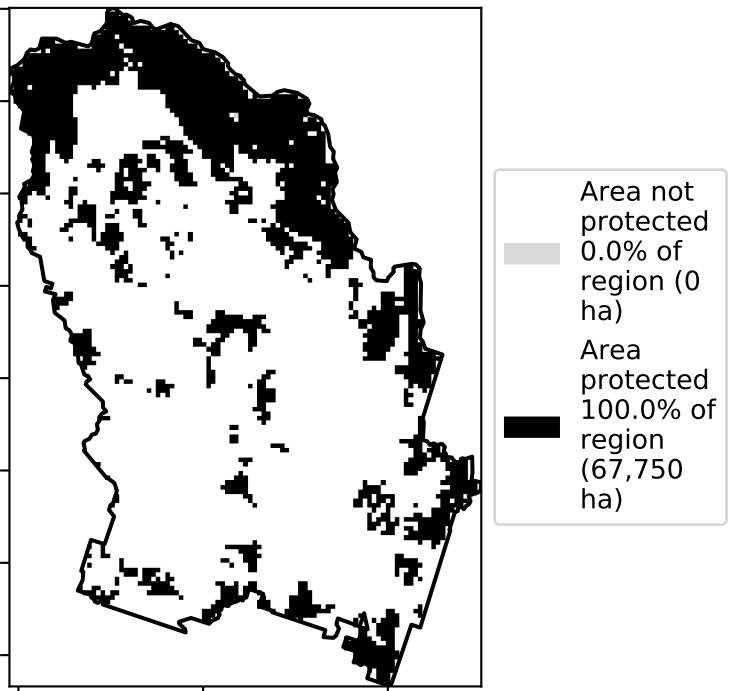 Area not
protected
0.0% of
region (0
ha)
Area
protected
100.0% of
region
(67,750
ha)